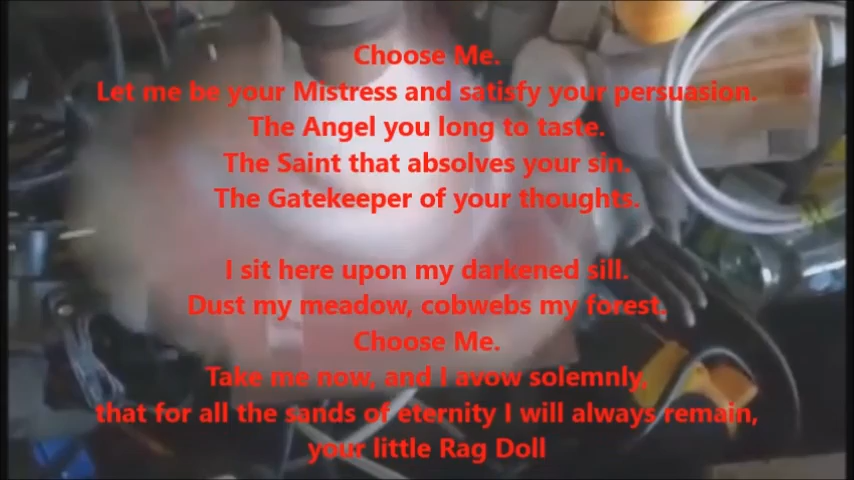 Choose Me.
Let me be your Mistress and satisfy your persuasion.
The Angel you long to taste.
The Saint that absolves your sin.
The Gatekeeper of your thoughts.
I sit here upon my darkened sill.
Dust my meadow, cobwebs my forest.
Choose Me.
Take me now, and I avow solemnly,
that for all the sands of eternity I will always remain,
your little Rag Doll